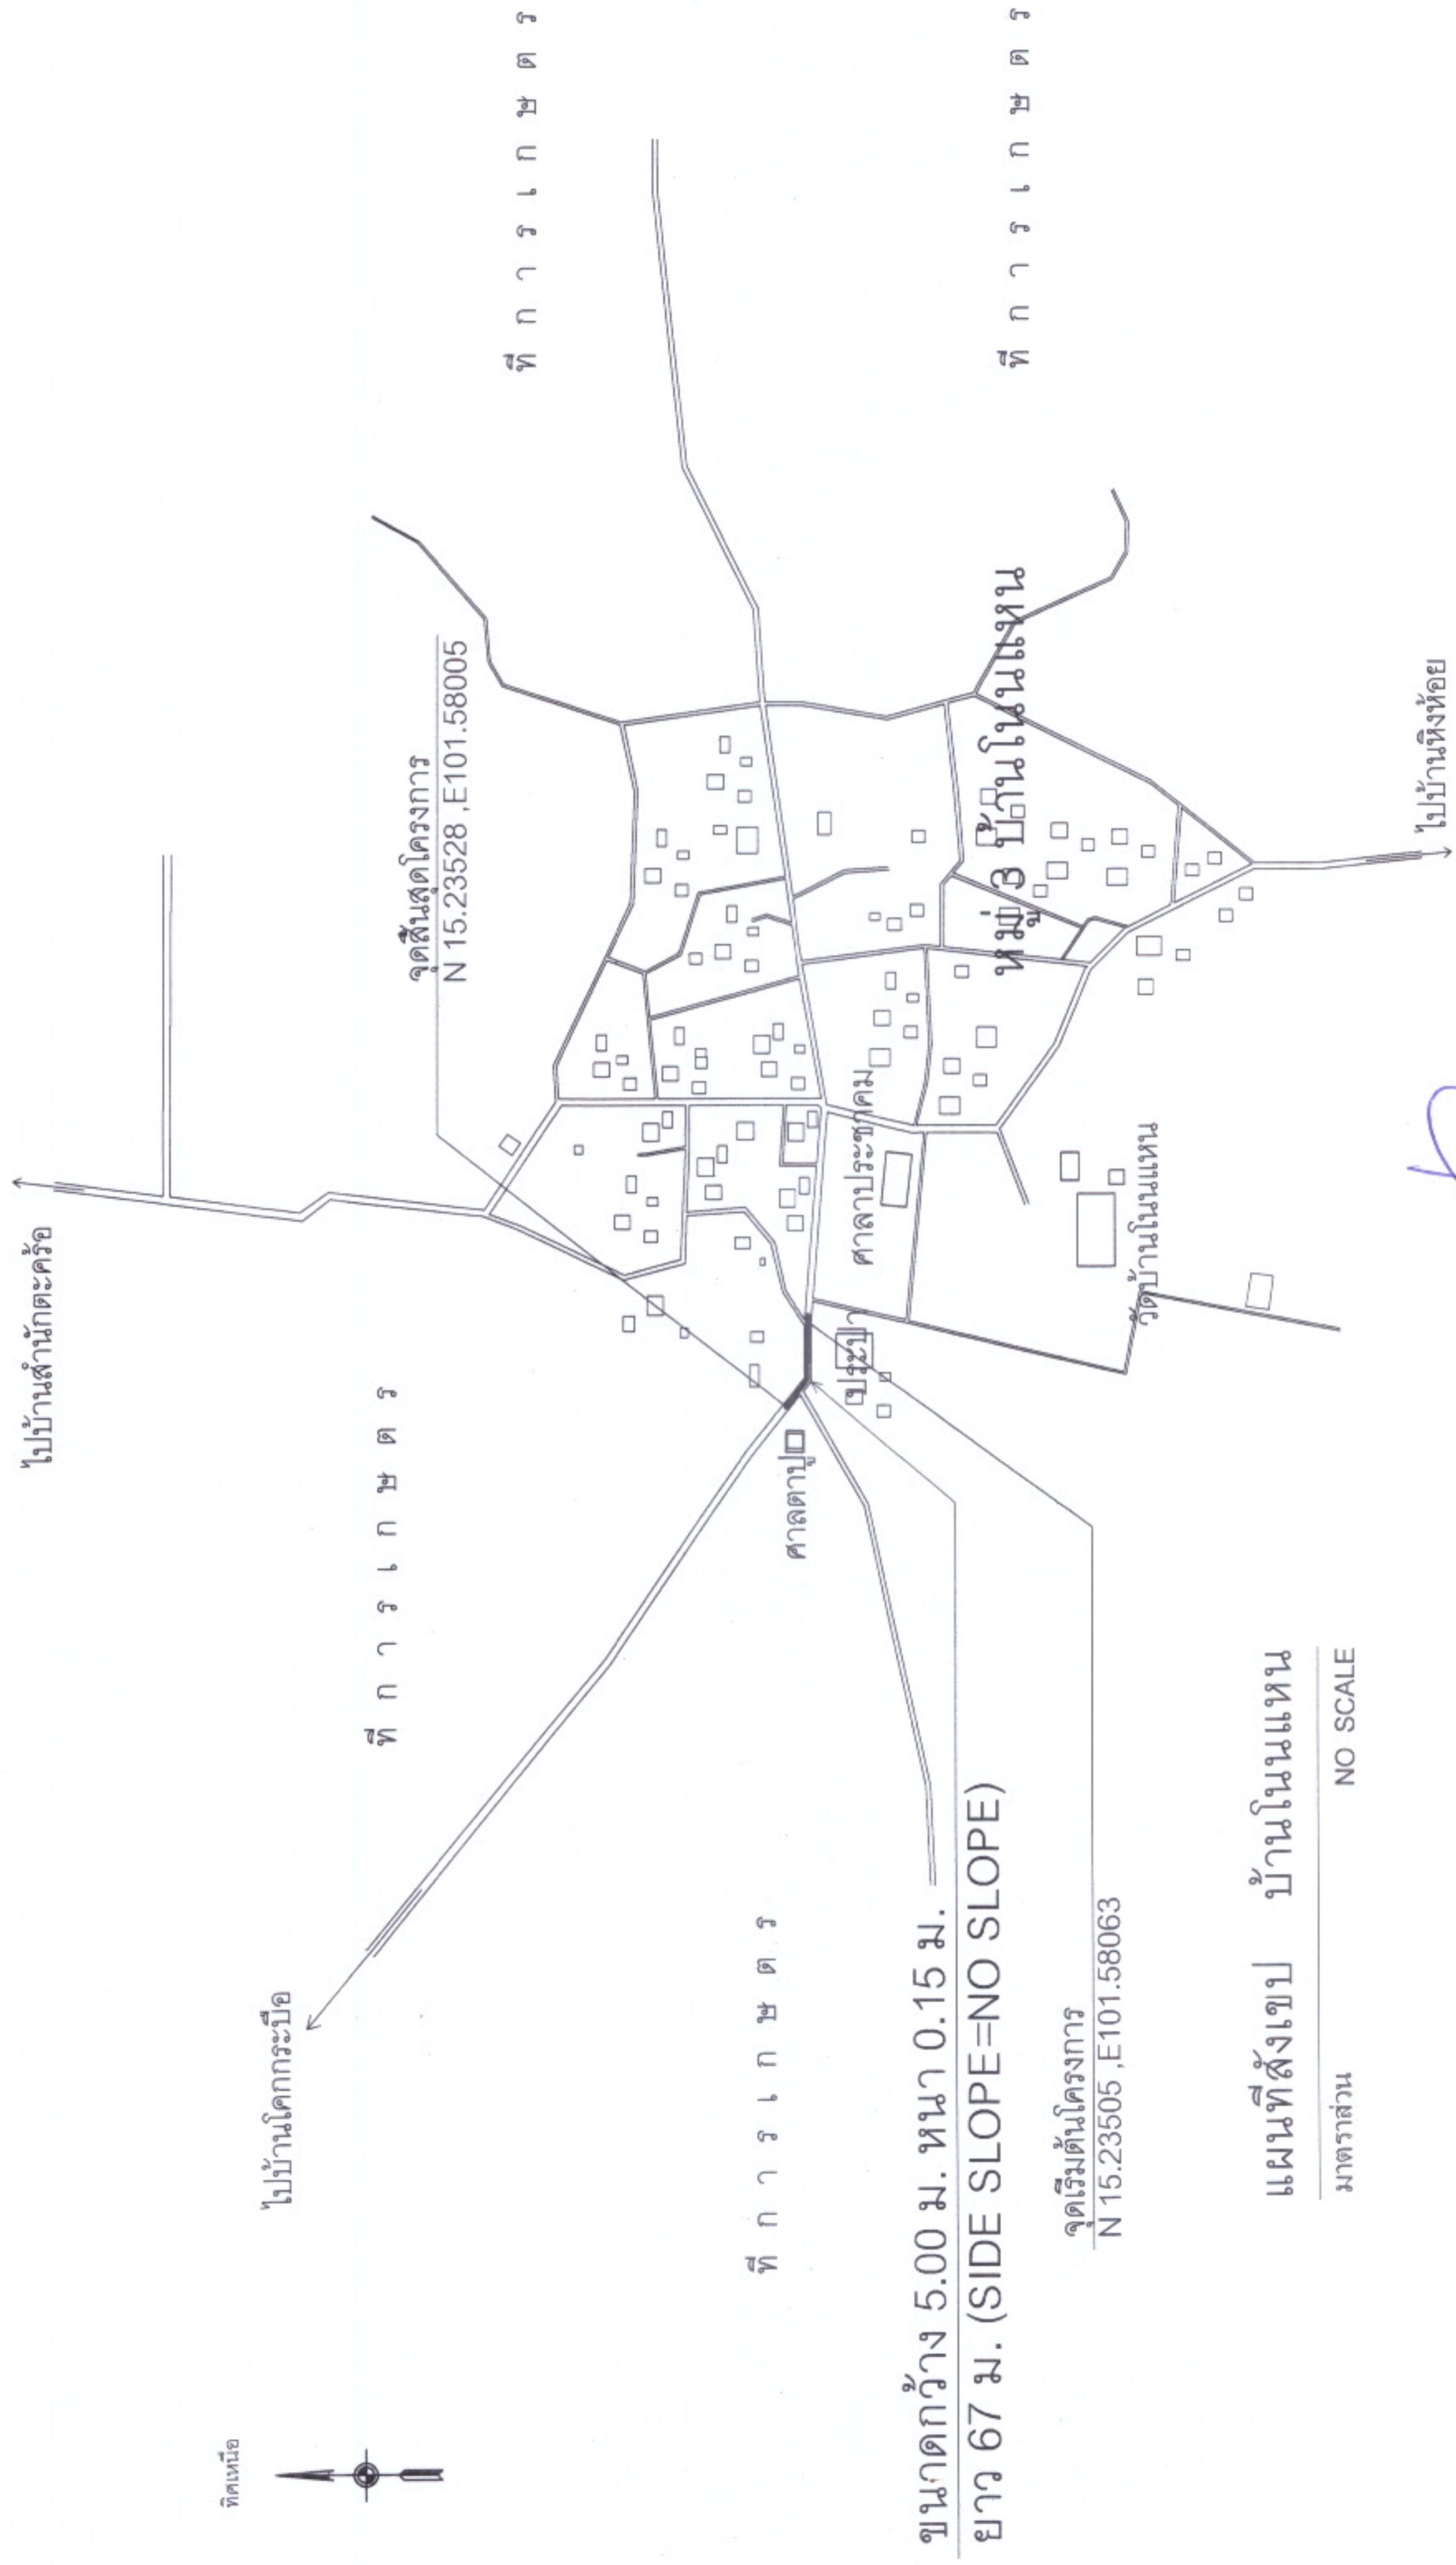 ทิศเหนือ
ไปบ้านโคกกระบือ
ไปบ้านสำนักตะคร้อ
ที่การเกษตร
ที่การเกษตร
ที่การเกษตร
ที่การเกษตร
จุดสิ้นสุดโครงการ
N 15.23528 ,E101.58005
ศาลตาปู่
ประปา
ศาลาประชาคม
หมู่ 3 บ้านโนนแหน
วัดบ้านโนนแหน
ไปบ้านหิงห้อย
ขนาดกว้าง 5.00 ม. หนา 0.15 ม.
ยาว 67 ม. (SIDE SLOPE=NO SLOPE)
จุดเริ่มต้นโครงการ
N 15.23505 ,E101.58063
แผนที่สังเขป บ้านโนนแหน
มาตราส่วน NO SCALE